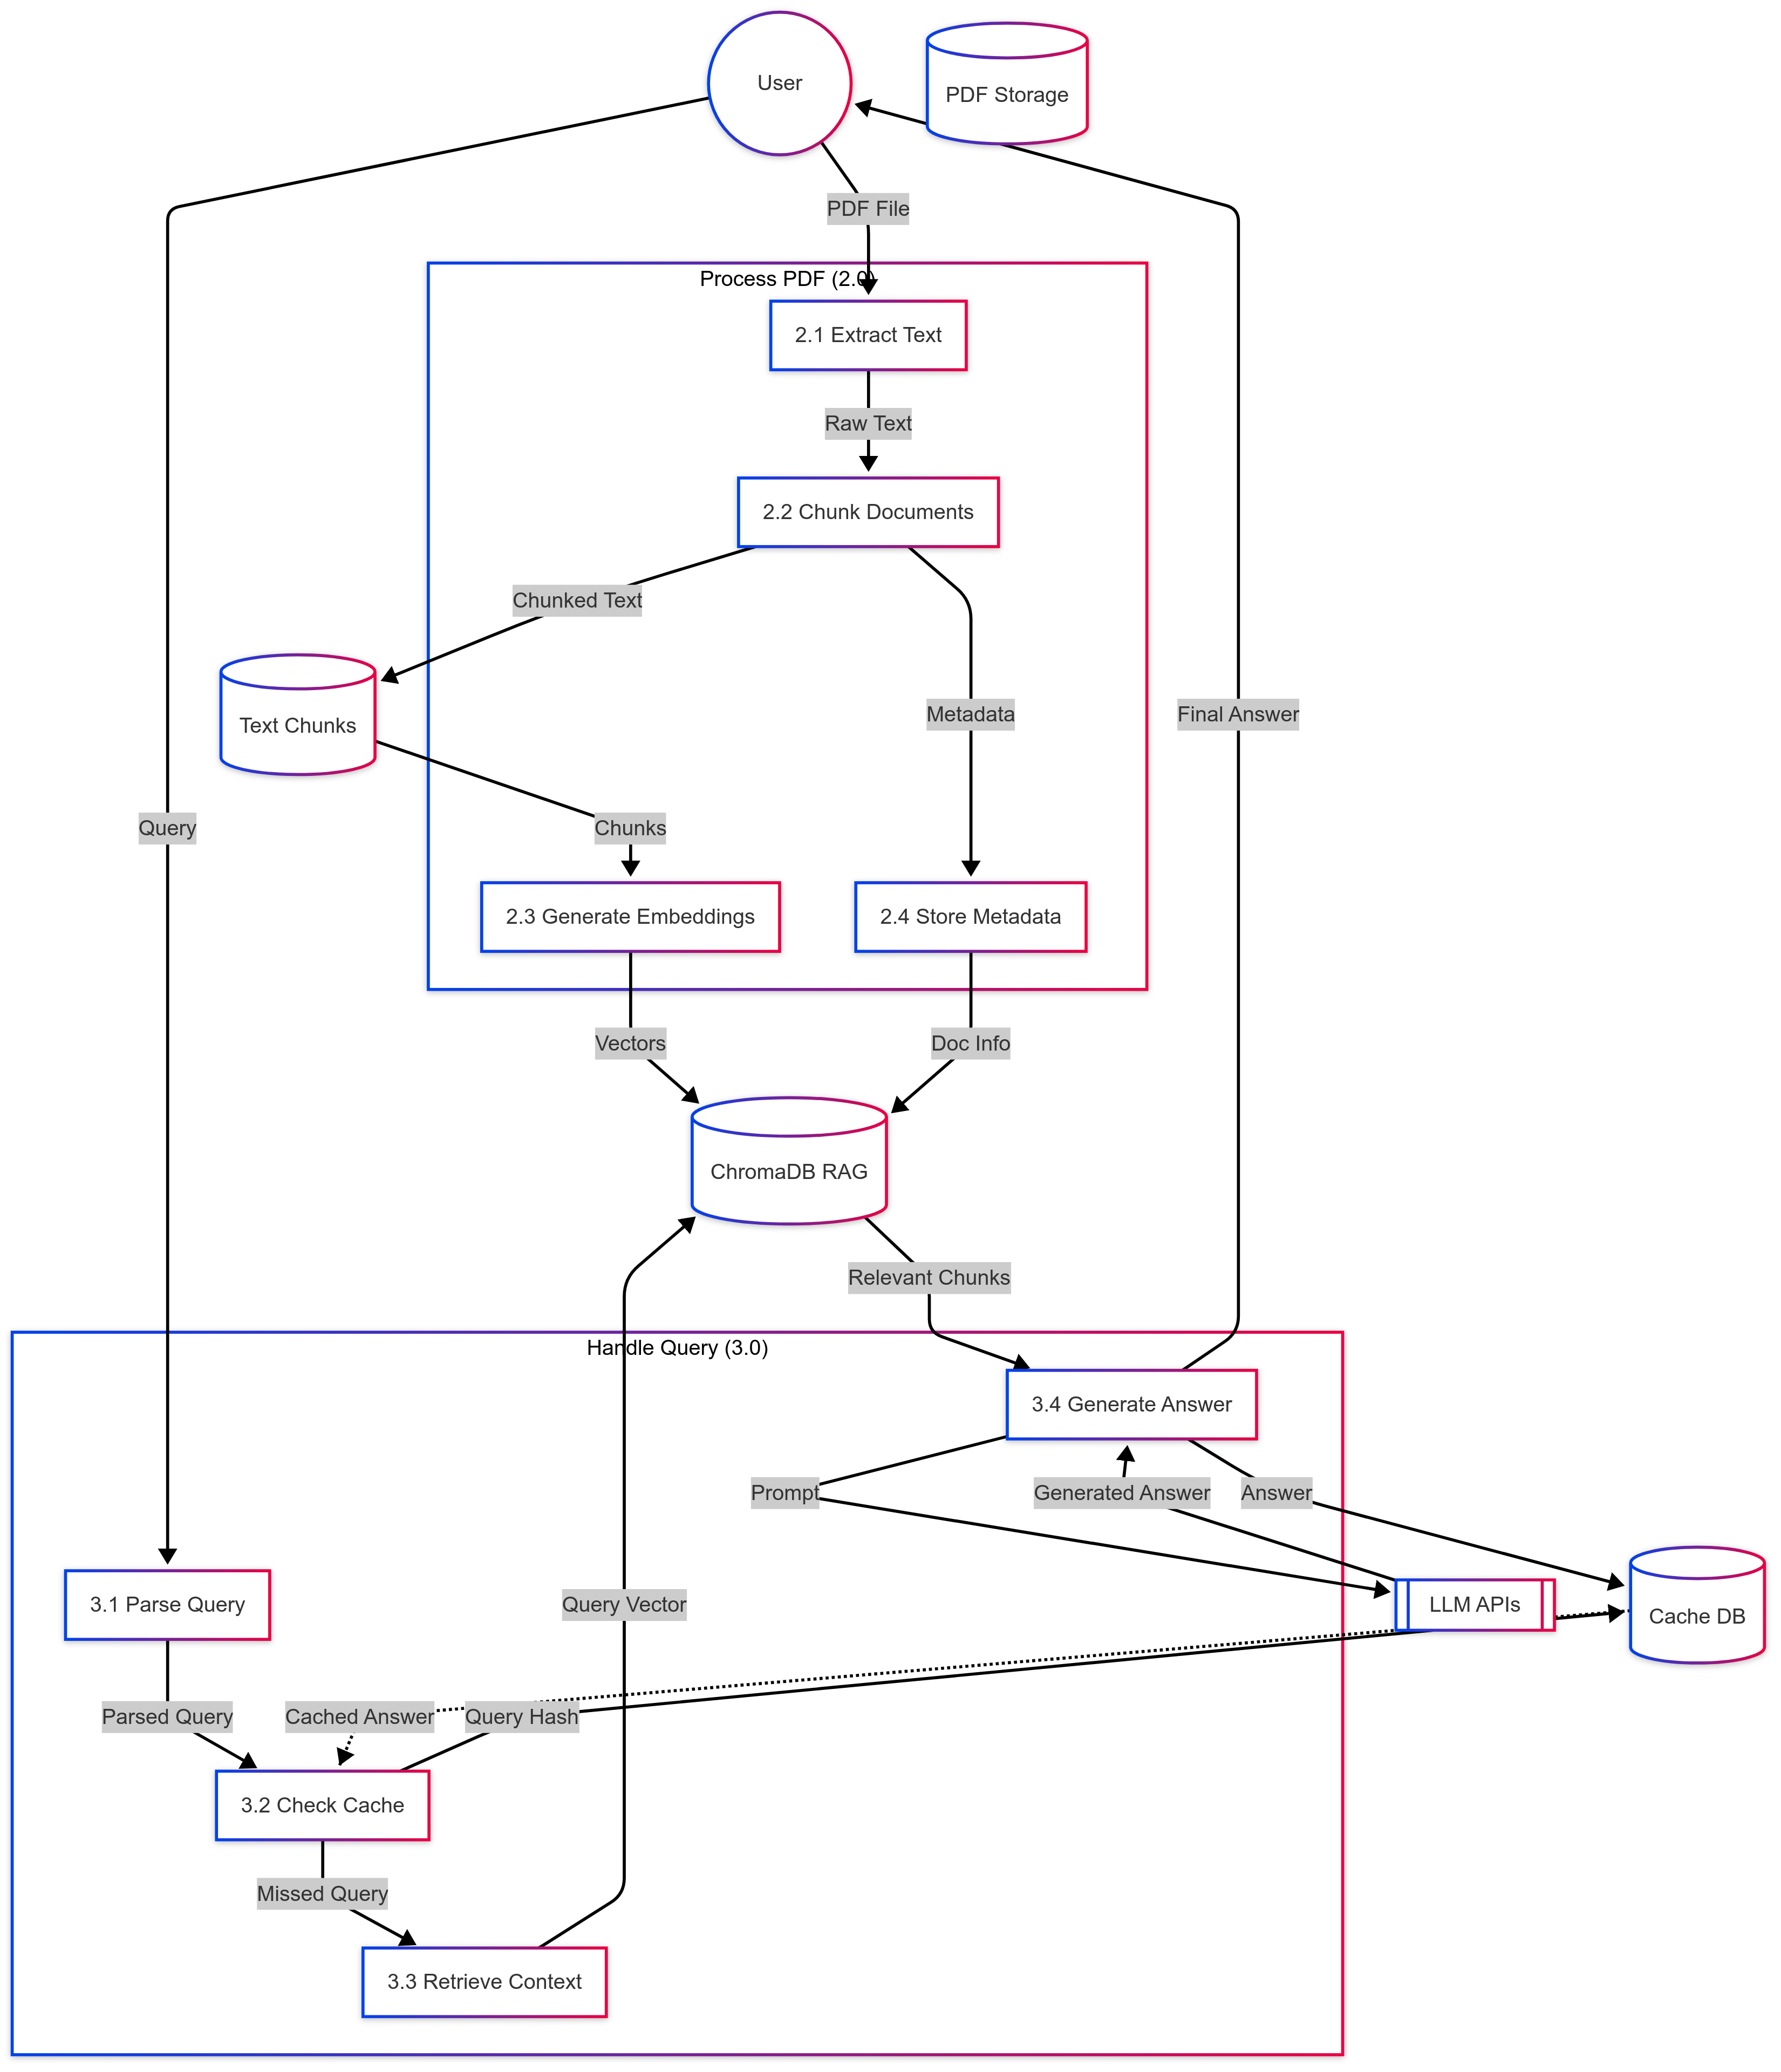 User
PDF Storage
PDF File
Process PDF (2.0)
2.1 Extract Text
Raw Text
2.2 Chunk Documents
Chunked Text
Text Chunks
Metadata
Final Answer
Query
Chunks
2.3 Generate Embeddings
2.4 Store Metadata
Vectors
Doc Info
ChromaDB RAG
Relevant Chunks
Handle Query (3.0)
3.4 Generate Answer
Prompt
Generated Answer
Answer
3.1 Parse Query
Query Vector
LLM APIs
Cache DB
Parsed Query
Cached Answer
Query Hash
3.2 Check Cache
Missed Query
3.3 Retrieve Context